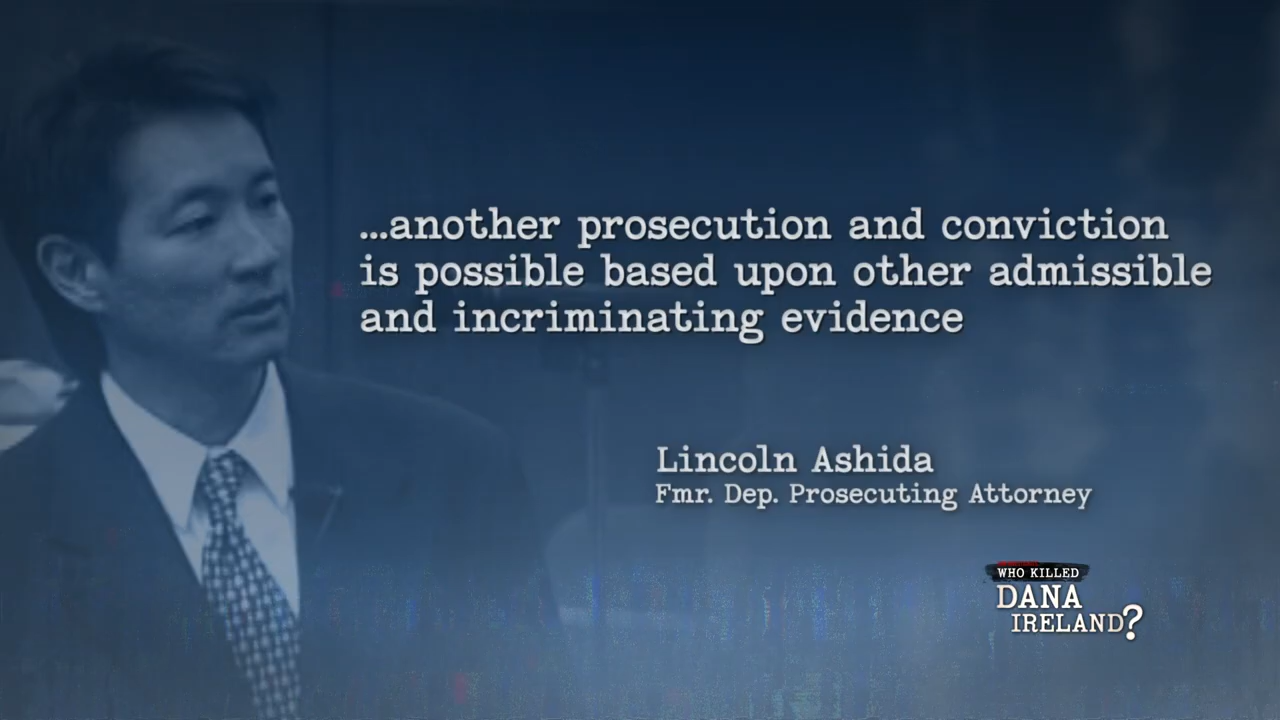 ...another prosecution and conviction
is possible based upon other admissible
and incriminating evidence
Lincoln Ashida
Fmr. Dep. Prosecuting Attorney
WHO KILLED
DANA
IRELAND?